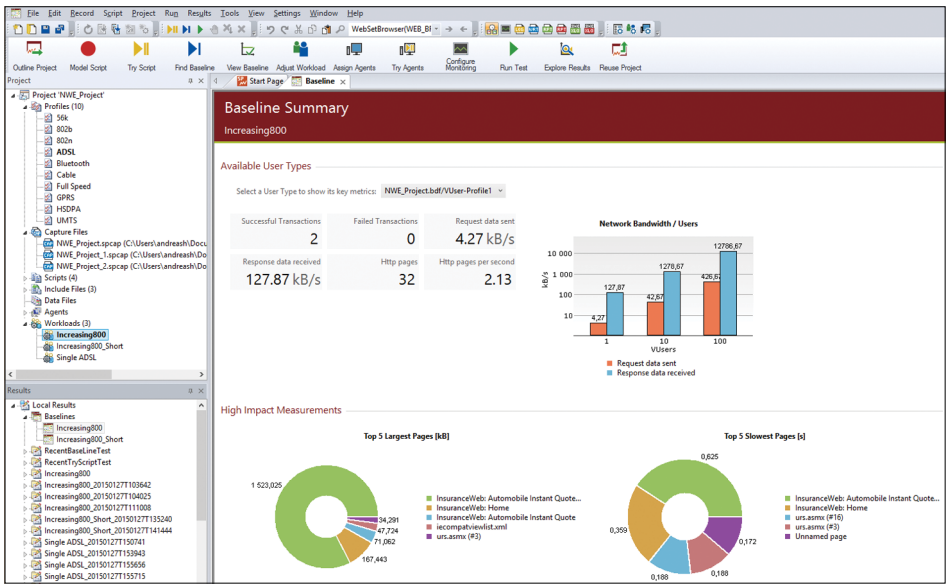 File Edit Record Script Project Run Results Tools View Settings Window Help
WebSetBrowser(WEB_BF
Outline Project Model Script Try Script Find Baseline View Baseline Adjust Workload Assign Agents Try Agents Configure Monitoring Run Test Explore Results Reuse Project
Project
Start Page Baseline
Project 'NWE_Project'
Profiles (10)
56k
802b
802n
ADSL
Bluetooth
Cable
Full Speed
GPRS
HSDPA
UMTS
Capture Files
NWE_Project.spcap (C:\Users\andreash\Docu
NWE_Project_1.spcap (C:\Users\andreash\Do
NWE_Project_2.spcap (C:\Users\andreash\Do
Scripts (4)
Include Files (3)
Data Files
Agents
Workloads (3)
Increasing800
Increasing800_Short
Single ADSL
Results
Local Results
Baselines
Increasing800
Increasing800_Short
RecentBaseLineTest
RecentTryScriptTest
Increasing800
Increasing800_20150127T103642
Increasing800_20150127T104025
Increasing800_20150127T111008
Increasing800_Short_20150127T135240
Increasing800_Short_20150127T141444
Single ADSL_20150127T150741
Single ADSL_20150127T153943
Single ADSL_20150127T155656
Single ADSL_20150127T155715
Baseline Summary
Increasing800
Available User Types
Select a User Type to show its key metrics: NWE_Project.bdf/VUser-Profile1
Successful Transactions Failed Transactions Request data sent
2 0 4.27 kB/s
Response data received Http pages Http pages per second
127.87 kB/s 32 2.13
Network Bandwidth / Users
kB/s
10 000
1 000
100
10
4,27 127,87 42,67 1278,67 426,67 12786,67
1 10 100
VUsers
Request data sent
Response data received
High Impact Measurements
Top 5 Largest Pages [kB]
1 523,025
34,291
47,724
71,062
167,443
InsuranceWeb: Automobile Instant Quote...
InsuranceWeb: Home
InsuranceWeb: Automobile Instant Quote
iecompatviewlist.xml
urs.asmx (#3)
Top 5 Slowest Pages [s]
0,625
0,359
0,172
0,188
0,188
InsuranceWeb: Automobile Instant Quote...
InsuranceWeb: Home
urs.asmx (#16)
urs.asmx (#3)
Unnamed page